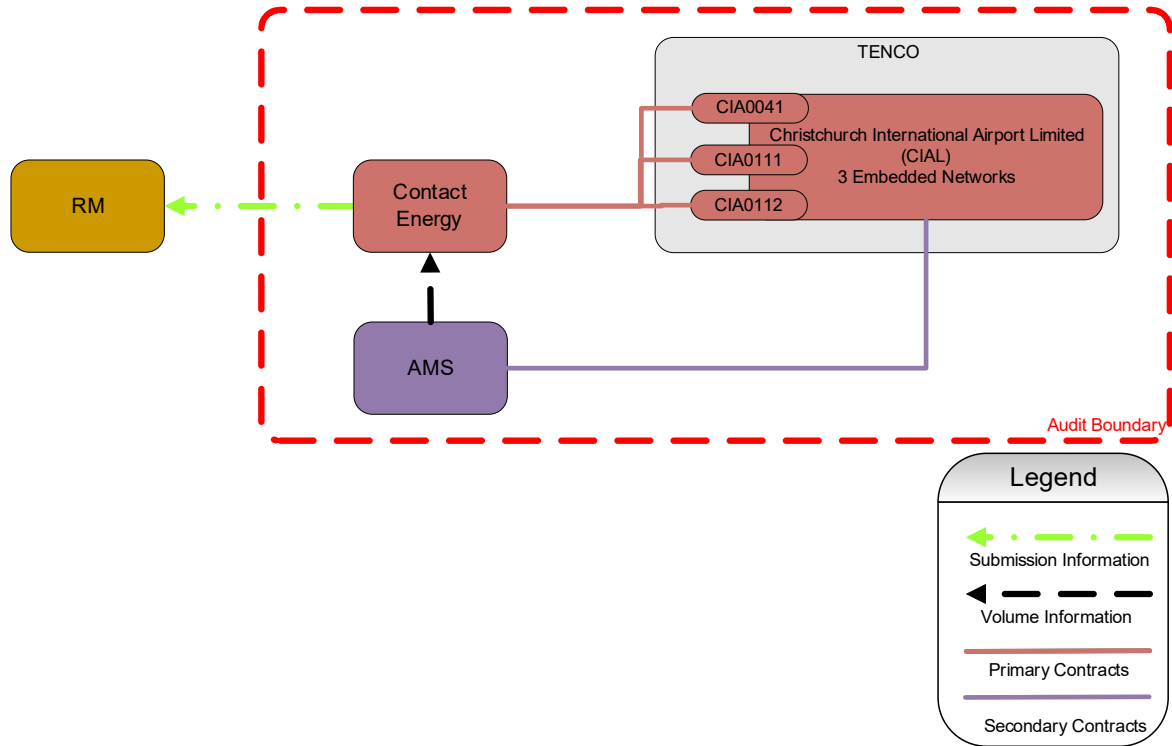 TENCO
CIA0041
Christchurch International Airport Limited
(CIAL)
3 Embedded Networks
CIA0111
CIA0112
RM
Contact
Energy
AMS
Audit Boundary
Legend
Submission Information
Volume Information
Primary Contracts
Secondary Contracts